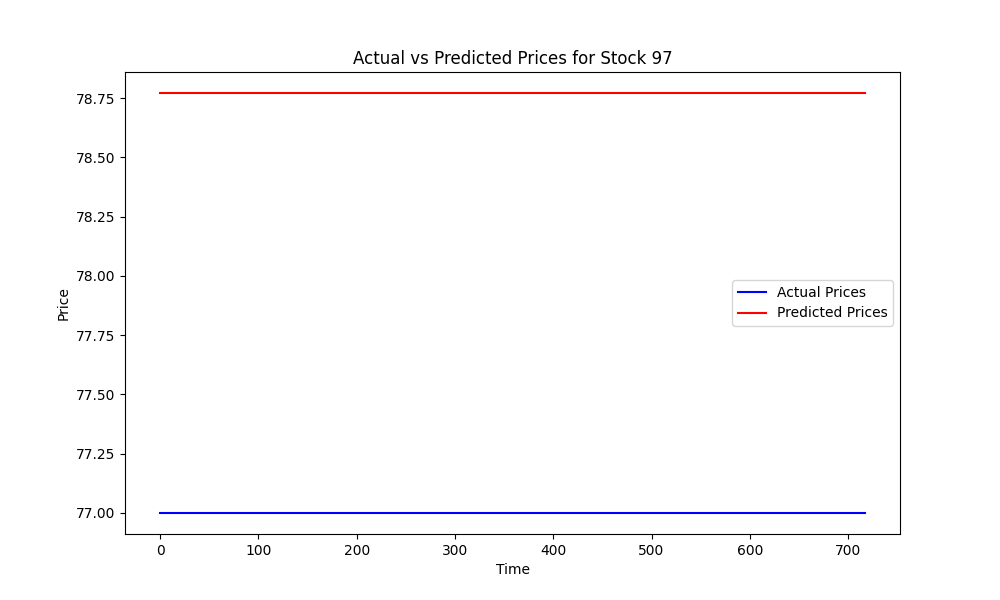 Actual vs Predicted Prices for Stock 97
Price
78.75
78.50
78.25
78.00
77.75
77.50
77.25
77.00
Actual Prices
Predicted Prices
0 100 200 300 400 500 600 700
Time